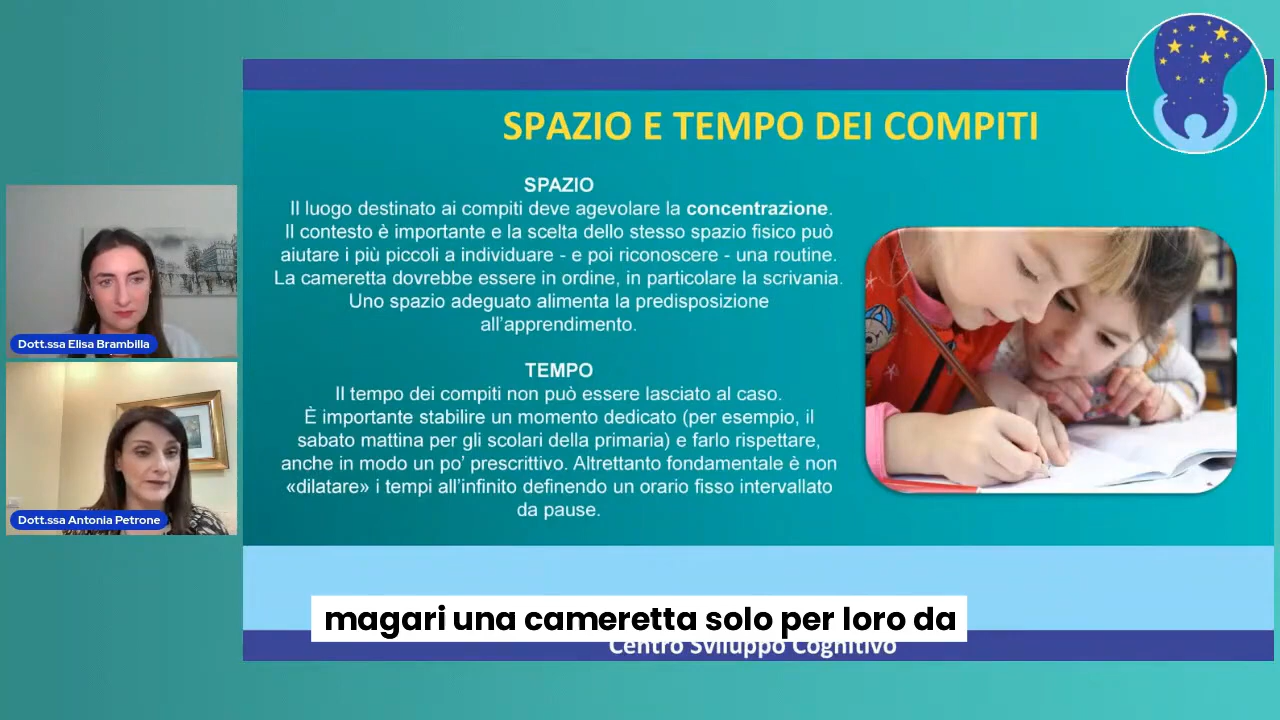 SPAZIO E TEMPO DEI COMPITI
SPAZIO
Il luogo destinato ai compiti deve agevolare la concentrazione.
Il contesto è importante e la scelta dello stesso spazio fisico può
aiutare i più piccoli a individuare - e poi riconoscere - una routine.
La cameretta dovrebbe essere in ordine, in particolare la scrivania.
Uno spazio adeguato alimenta la predisposizione
all'apprendimento.
TEMPO
Il tempo dei compiti non può essere lasciato al caso.
È importante stabilire un momento dedicato (per esempio, il
sabato mattina per gli scolari della primaria) e farlo rispettare,
anche in modo un po' prescrittivo. Altrettanto fondamentale è non
«dilatare» i tempi all'infinito definendo un orario fisso intervallato
da pause.
Dott.ssa Elisa Brambilla
Dott.ssa Antonia Petrone
magari una cameretta solo per loro da
Centro Sviluppo Cognitivo